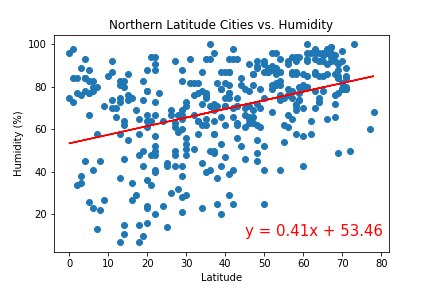 Northern Latitude Cities vs. Humidity
100
80
60
40
20
Humidity (%)
y = 0.41x + 53.46
0 10 20 30 40 50 60 70 80
Latitude